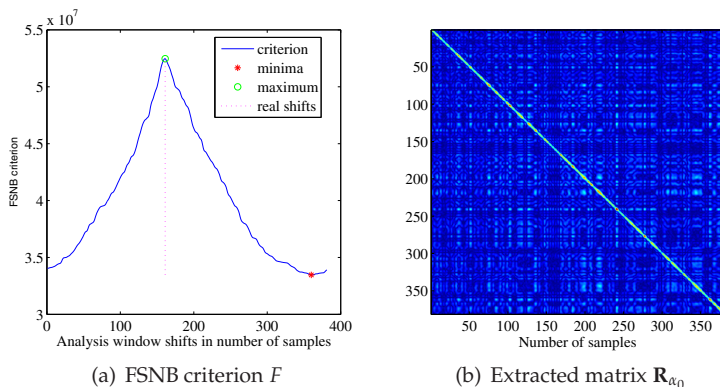 x 10⁷
5.5
5
4.5
4
3.5
3
FSNB criterion
criterion
minima
maximum
real shifts
0
100
200
300
400
Analysis window shifts in number of samples
(a) FSNB criterion F
50
100
150
200
250
300
350
50
100
150
200
250
300
350
Number of samples
(b) Extracted matrix R_α₀